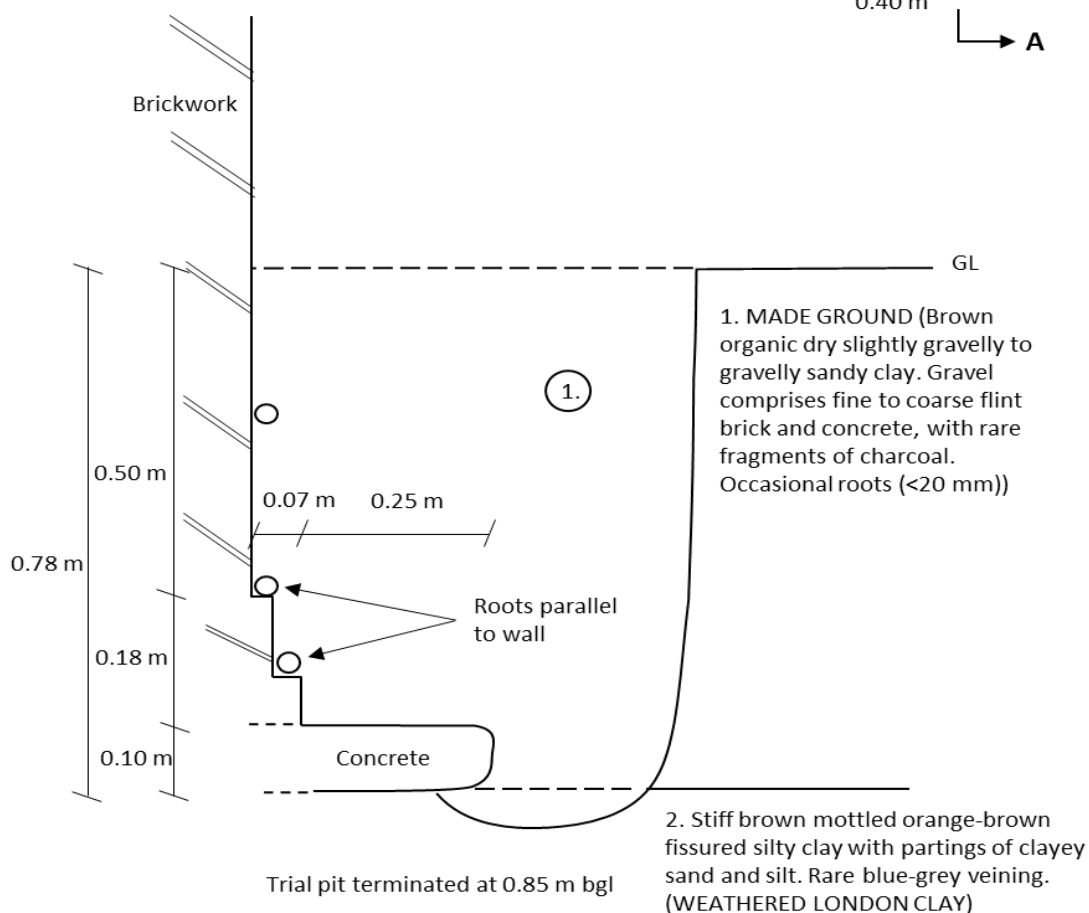 0.40 m
A
Brickwork
GL
1. MADE GROUND (Brown
organic dry slightly gravelly to
gravelly sandy clay. Gravel
comprises fine to coarse flint
brick and concrete, with rare
fragments of charcoal.
Occasional roots (<20 mm))
1.
0.50 m
0.07 m
0.25 m
0.78 m
Roots parallel
to wall
0.18 m
0.10 m
Concrete
2. Stiff brown mottled orange-brown
fissured silty clay with partings of clayey
sand and silt. Rare blue-grey veining.
(WEATHERED LONDON CLAY)
Trial pit terminated at 0.85 m bgl